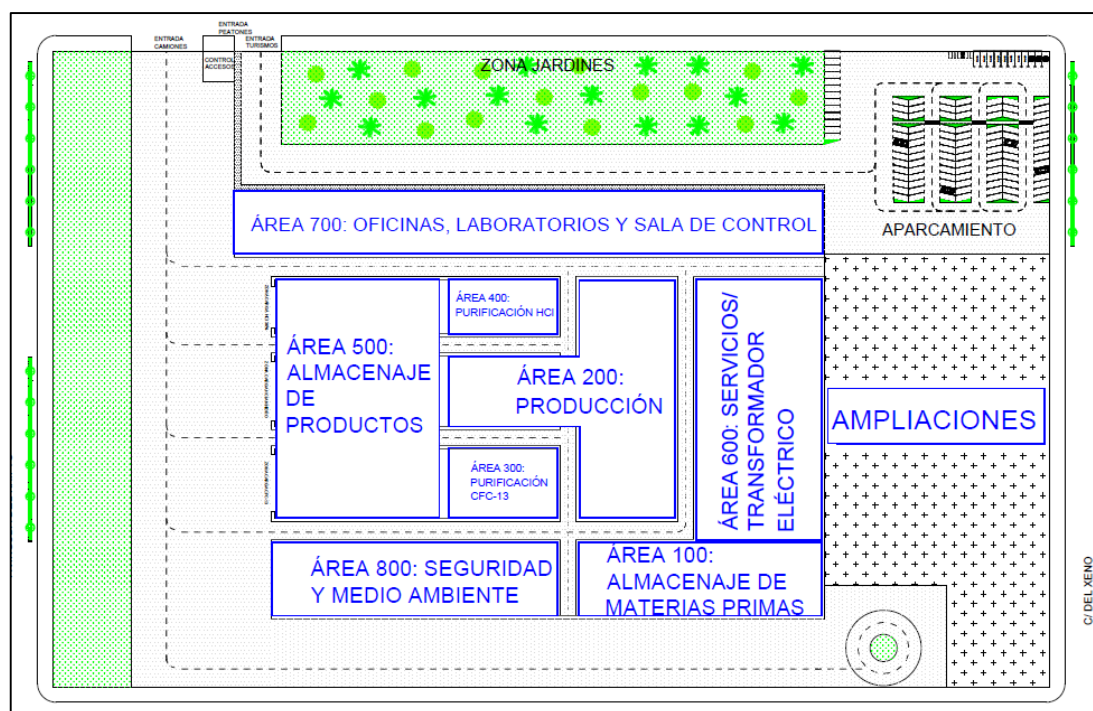 ENTRADA
PEATONES
ENTRADA
CAMIONES
ENTRADA
TURISMOS
CONTROL
ACCESOS
ZONA JARDINES
APARCAMIENTO
ÁREA 700: OFICINAS, LABORATORIOS Y SALA DE CONTROL
ÁREA 400:
PURIFICACIÓN HCl
ÁREA 500:
ALMACENAJE
DE
PRODUCTOS
ÁREA 200:
PRODUCCIÓN
ÁREA 600: SERVICIOS/
TRANSFORMADOR
ELÉCTRICO
AMPLIACIONES
ÁREA 300:
PURIFICACIÓN
CFC-13
ÁREA 800: SEGURIDAD
Y MEDIO AMBIENTE
ÁREA 100:
ALMACENAJE DE
MATERIAS PRIMAS
C/ DEL XENO